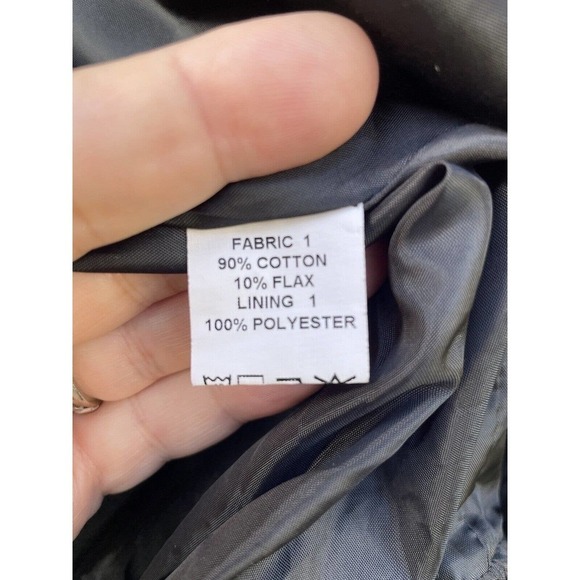 FABRIC 1
90% COTTON
10% FLAX
LINING 1
100% POLYESTER